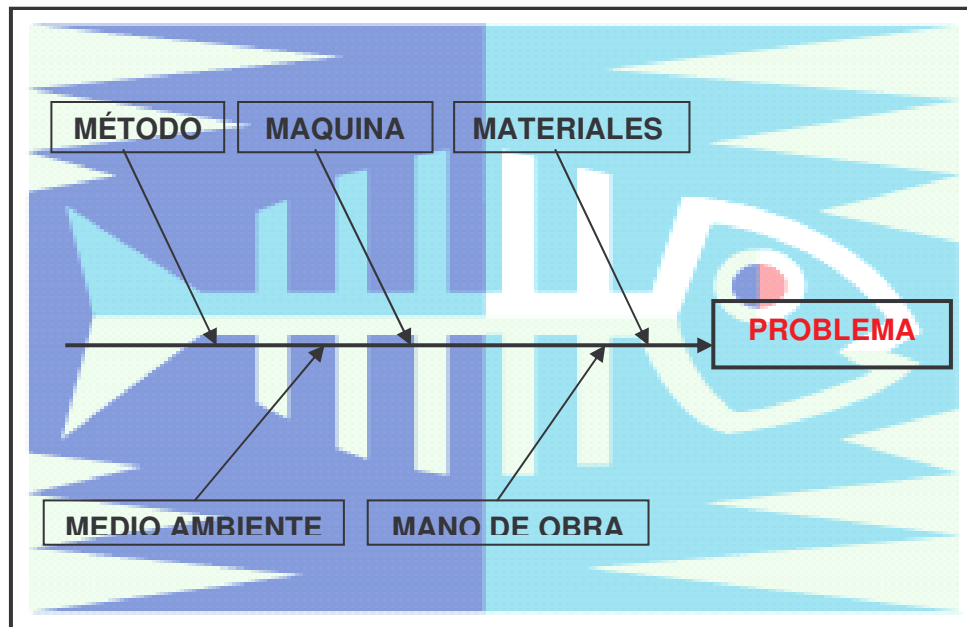 MÉTODO
MAQUINA
MATERIALES
PROBLEMA
MEDIO AMBIENTE
MANO DE OBRA